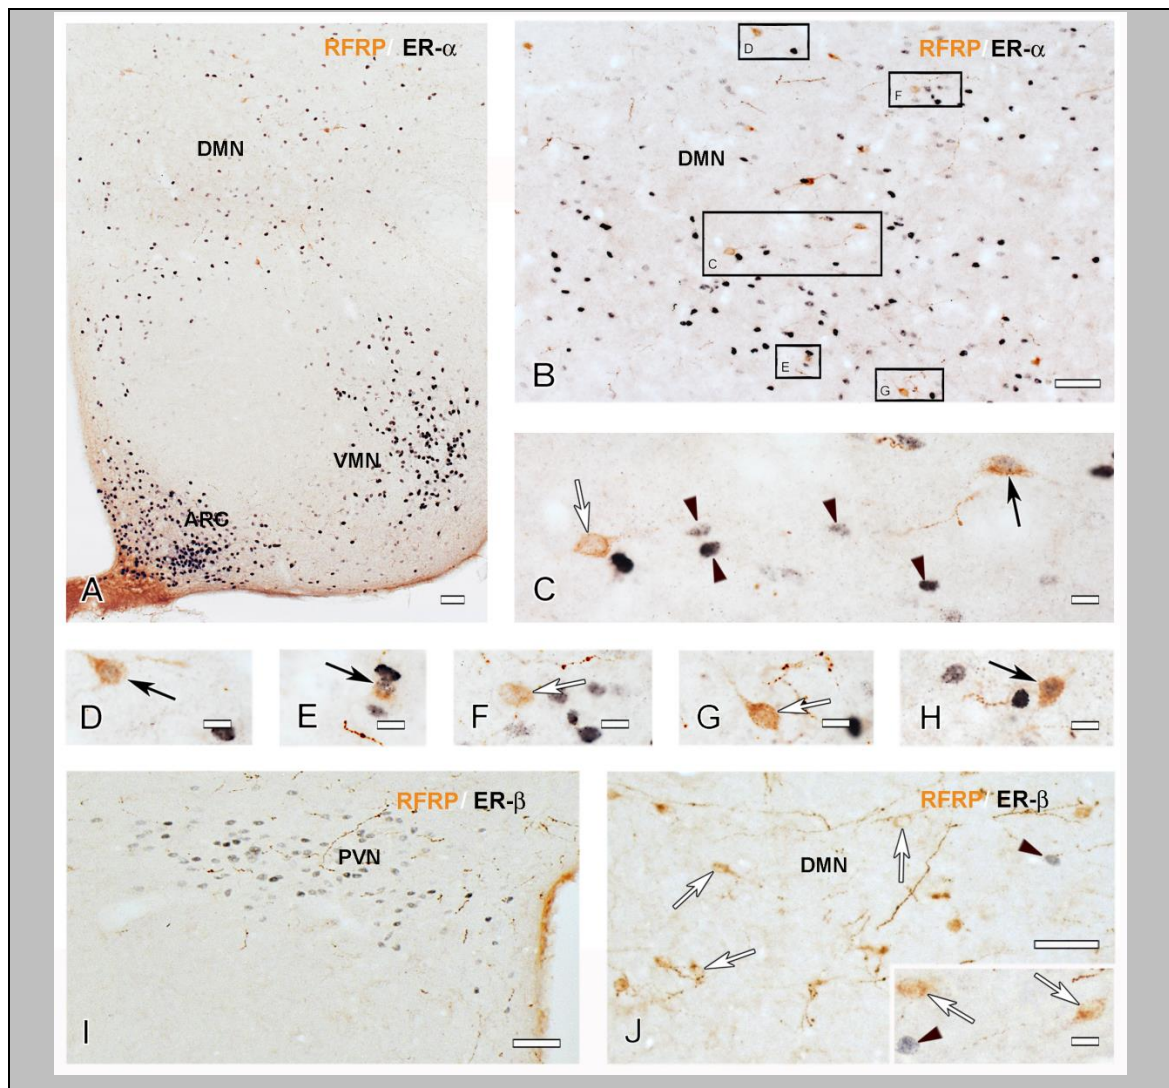 RFRP/ ER-α
DMN
VMN
ARC
A
RFRP/ ER-α
D
F
DMN
C
E
G
B
C
D
E
F
G
H
RFRP/ ER-β
PVN
I
RFRP/ ER-β
DMN
J